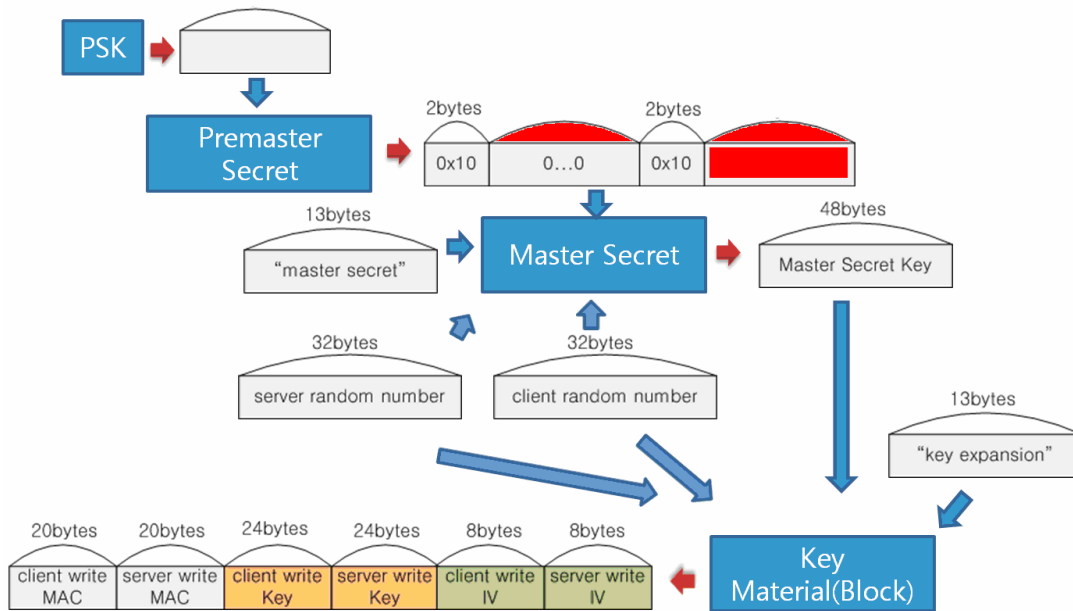 PSK
Premaster
Secret
2bytes
2bytes
0x10
0...0
0x10
13bytes
"master secret"
Master Secret
48bytes
Master Secret Key
32bytes
server random number
32bytes
client random number
13bytes
"key expansion"
20bytes
20bytes
24bytes
24bytes
8bytes
8bytes
client write
MAC
server write
MAC
client write
Key
server write
Key
client write
IV
server write
IV
Key
Material(Block)